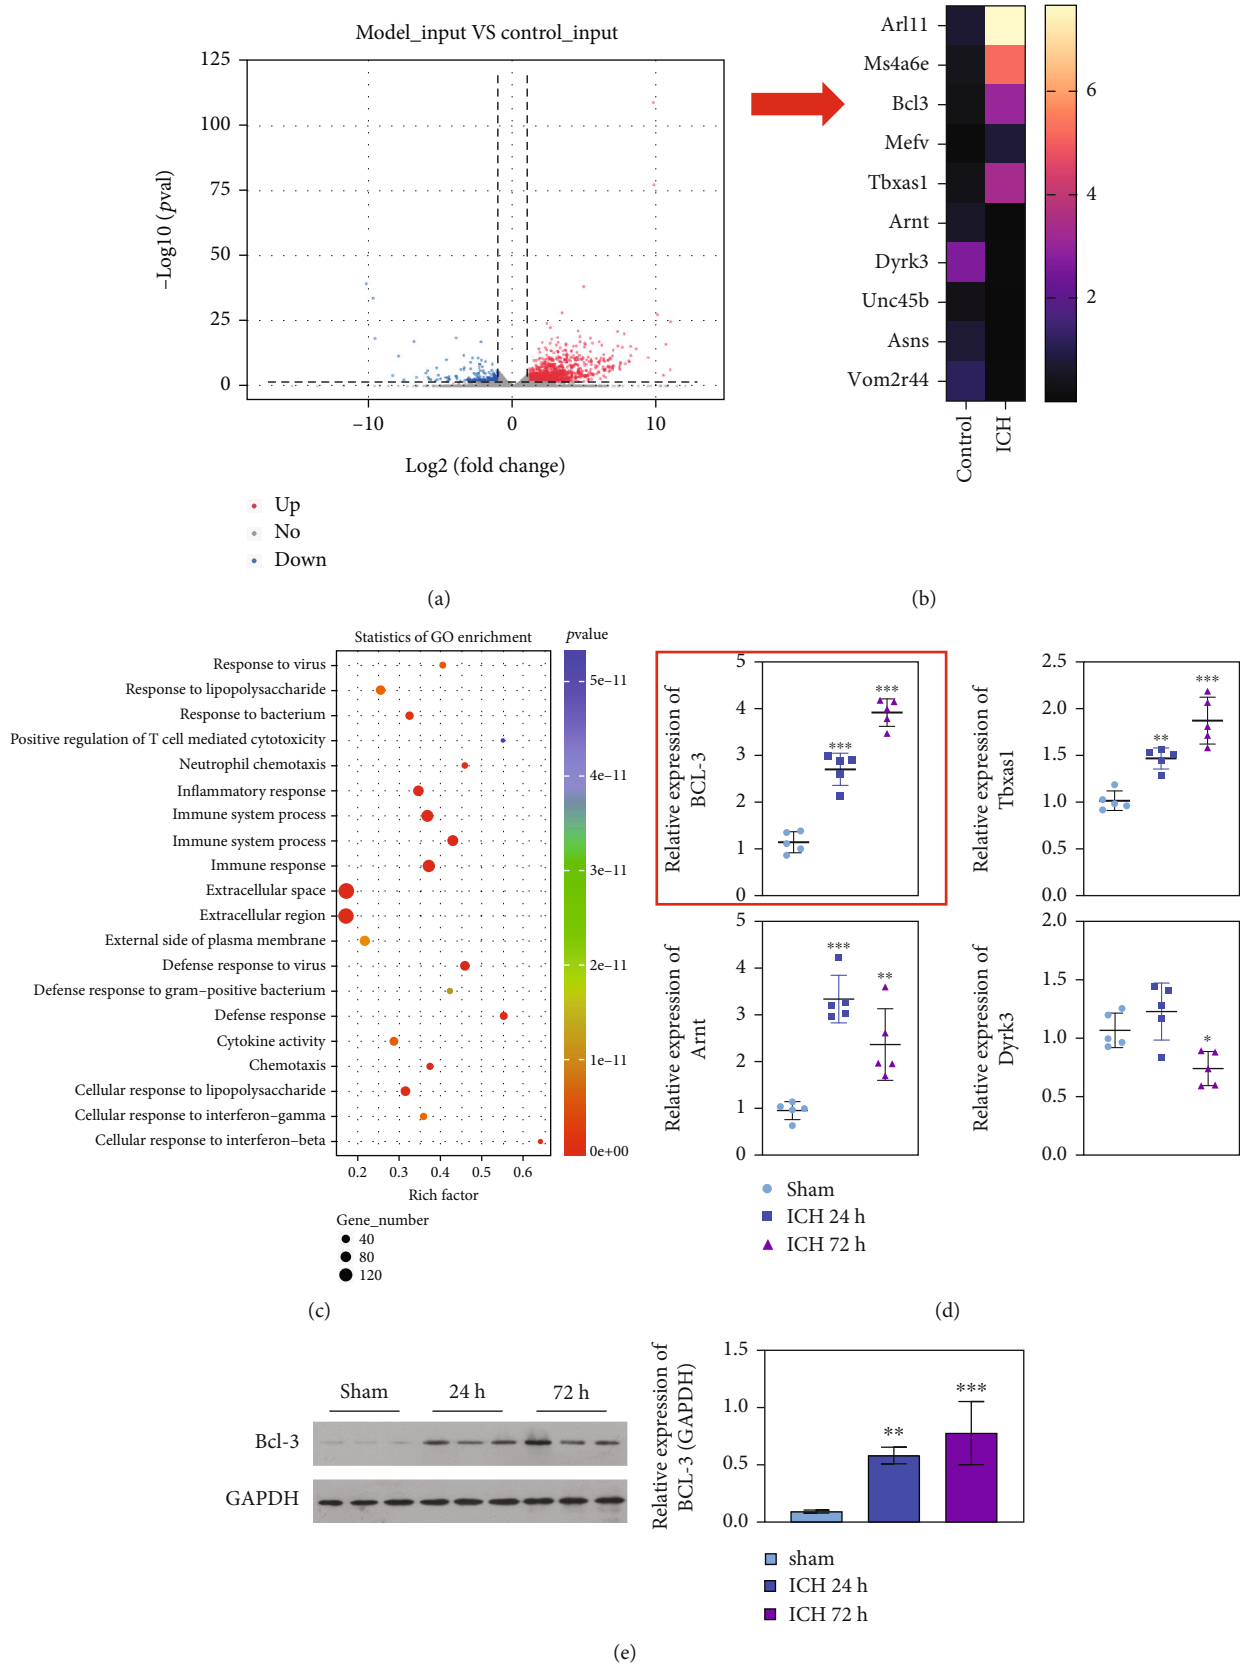 Model_input VS control_input
125
100
75
50
25
0
−Log10 (pval)
−10
0
10
Log2 (fold change)
Up
No
Down
(a)
Arl11
Ms4a6e
Bcl3
Mefv
Tbxas1
Arnt
Dyrk3
Unc45b
Asns
Vom2r44
Control
ICH
6
4
2
(b)
Statistics of GO enrichment
Response to virus
Response to lipopolysaccharide
Response to bacterium
Positive regulation of T cell mediated cytotoxicity
Neutrophil chemotaxis
Inflammatory response
Immune system process
Immune system process
Immune response
Extracellular space
Extracellular region
External side of plasma membrane
Defense response to virus
Defense response to gram−positive bacterium
Defense response
Cytokine activity
Chemotaxis
Cellular response to lipopolysaccharide
Cellular response to interferon−gamma
Cellular response to interferon−beta
0.2
0.3
0.4
0.5
0.6
Rich factor
pvalue
5e−11
4e−11
3e−11
2e−11
1e−11
0e+00
Gene_number
40
80
120
(c)
Relative expression of
BCL-3
5
4
3
2
1
0
***
***
Relative expression of
Tbxas1
2.5
2.0
1.5
1.0
0.5
0.0
**
***
Relative expression of
Arnt
5
4
3
2
1
0
***
**
Relative expression of
Dyrk3
2.0
1.5
1.0
0.5
0.0
*
Sham
ICH 24 h
ICH 72 h
(d)
Sham
24 h
72 h
Bcl-3
GAPDH
Relative expression of
BCL-3 (GAPDH)
1.5
1.0
0.5
0.0
**
***
sham
ICH 24 h
ICH 72 h
(e)